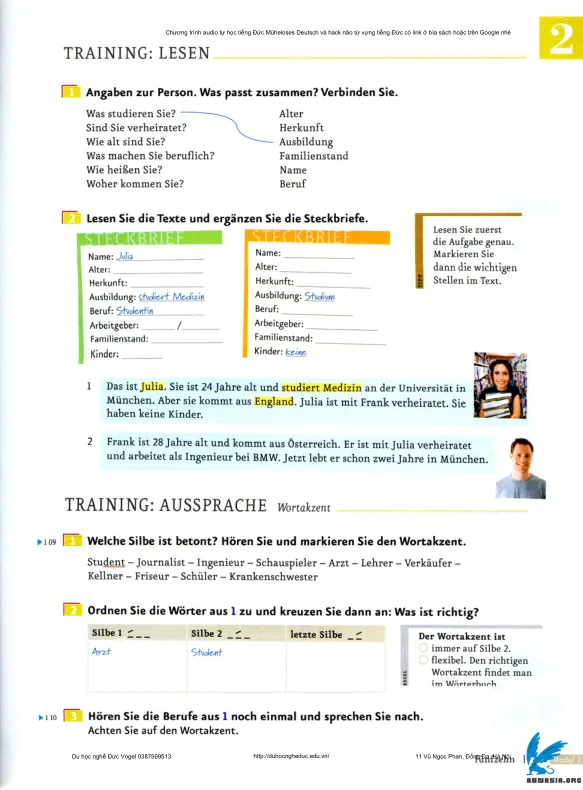 Chương trình audio tự học tiếng Đức Müheloses Deutsch và hack não từ vựng tiếng Đức có link ở bìa sách hoặc trên Google nhé
2
TRAINING: LESEN
1 Angaben zur Person. Was passt zusammen? Verbinden Sie.
Was studieren Sie? Alter
Sind Sie verheiratet? Herkunft
Wie alt sind Sie? Ausbildung
Was machen Sie beruflich? Familienstand
Wie heißen Sie? Name
Woher kommen Sie? Beruf
2 Lesen Sie die Texte und ergänzen Sie die Steckbriefe.
STECKBRIEF
Name: Julia
Alter:
Herkunft:
Ausbildung: studiert Medizin
Beruf: Studentin
Arbeitgeber: /
Familienstand:
Kinder:
STECKBRIEF
Name:
Alter:
Herkunft:
Ausbildung: Studium
Beruf:
Arbeitgeber:
Familienstand:
Kinder: keine
TIPP
Lesen Sie zuerst
die Aufgabe genau.
Markieren Sie
dann die wichtigen
Stellen im Text.
1 Das ist Julia. Sie ist 24 Jahre alt und studiert Medizin an der Universität in
München. Aber sie kommt aus England. Julia ist mit Frank verheiratet. Sie
haben keine Kinder.
2 Frank ist 28 Jahre alt und kommt aus Österreich. Er ist mit Julia verheiratet
und arbeitet als Ingenieur bei BMW. Jetzt lebt er schon zwei Jahre in München.
TRAINING: AUSSPRACHE Wortakzent
1 09 1 Welche Silbe ist betont? Hören Sie und markieren Sie den Wortakzent.
Student – Journalist – Ingenieur – Schauspieler – Arzt – Lehrer – Verkäufer –
Kellner – Friseur – Schüler – Krankenschwester
2 Ordnen Sie die Wörter aus 1 zu und kreuzen Sie dann an: Was ist richtig?
Silbe 1 Silbe 2 letzte Silbe
Arzt Student
REGEL
Der Wortakzent ist
immer auf Silbe 2.
flexibel. Den richtigen
Wortakzent findet man
im Wörterbuch
1 10 3 Hören Sie die Berufe aus 1 noch einmal und sprechen Sie nach.
Achten Sie auf den Wortakzent.
Du học nghề Đức Vogel 0387569513 http://duhocngheduc.edu.vn/ 11 Vũ Ngọc Phan, Đống Đa, Hà Nội
fünfzehn Modul 1
ABWASIA.ORG